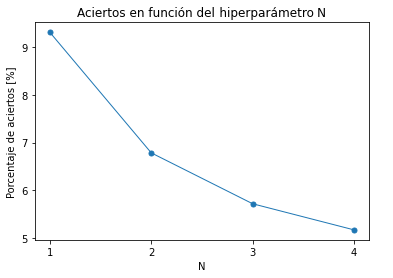 Aciertos en función del hiperparámetro N
Porcentaje de aciertos [%]
9
8
7
6
5
1 2 3 4
N